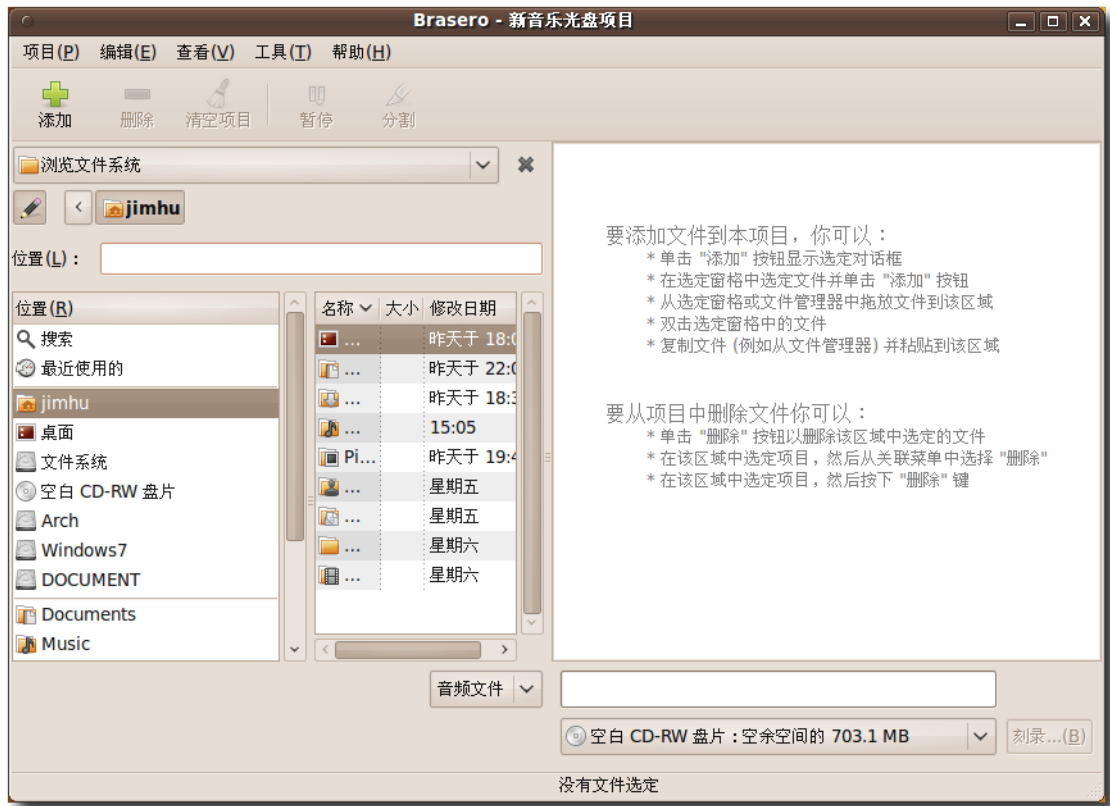 Brasero - 新音乐光盘项目
项目(P) 编辑(E) 查看(V) 工具(T) 帮助(H)
添加 删除 清空项目 暂停 分割
浏览文件系统
jimhu
位置(L)：
位置(R)
搜索
最近使用的
jimhu
桌面
文件系统
空白 CD-RW 盘片
Arch
Windows7
DOCUMENT
Documents
Music
名称 大小 修改日期
... 昨天于 18:0
... 昨天于 22:0
... 昨天于 18:3
... 15:05
Pi... 昨天于 19:4
... 星期五
... 星期五
... 星期六
... 星期六
音频文件
要添加文件到本项目，你可以：
* 单击 "添加" 按钮显示选定对话框
* 在选定窗格中选定文件并单击 "添加" 按钮
* 从选定窗格或文件管理器中拖放文件到该区域
* 双击选定窗格中的文件
* 复制文件 (例如从文件管理器) 并粘贴到该区域
要从项目中删除文件你可以：
* 单击 "删除" 按钮以删除该区域中选定的文件
* 在该区域中选定项目，然后从关联菜单中选择 "删除"
* 在该区域中选定项目，然后按下 "删除" 键
空白 CD-RW 盘片：空余空间的 703.1 MB
刻录...(B)
没有文件选定